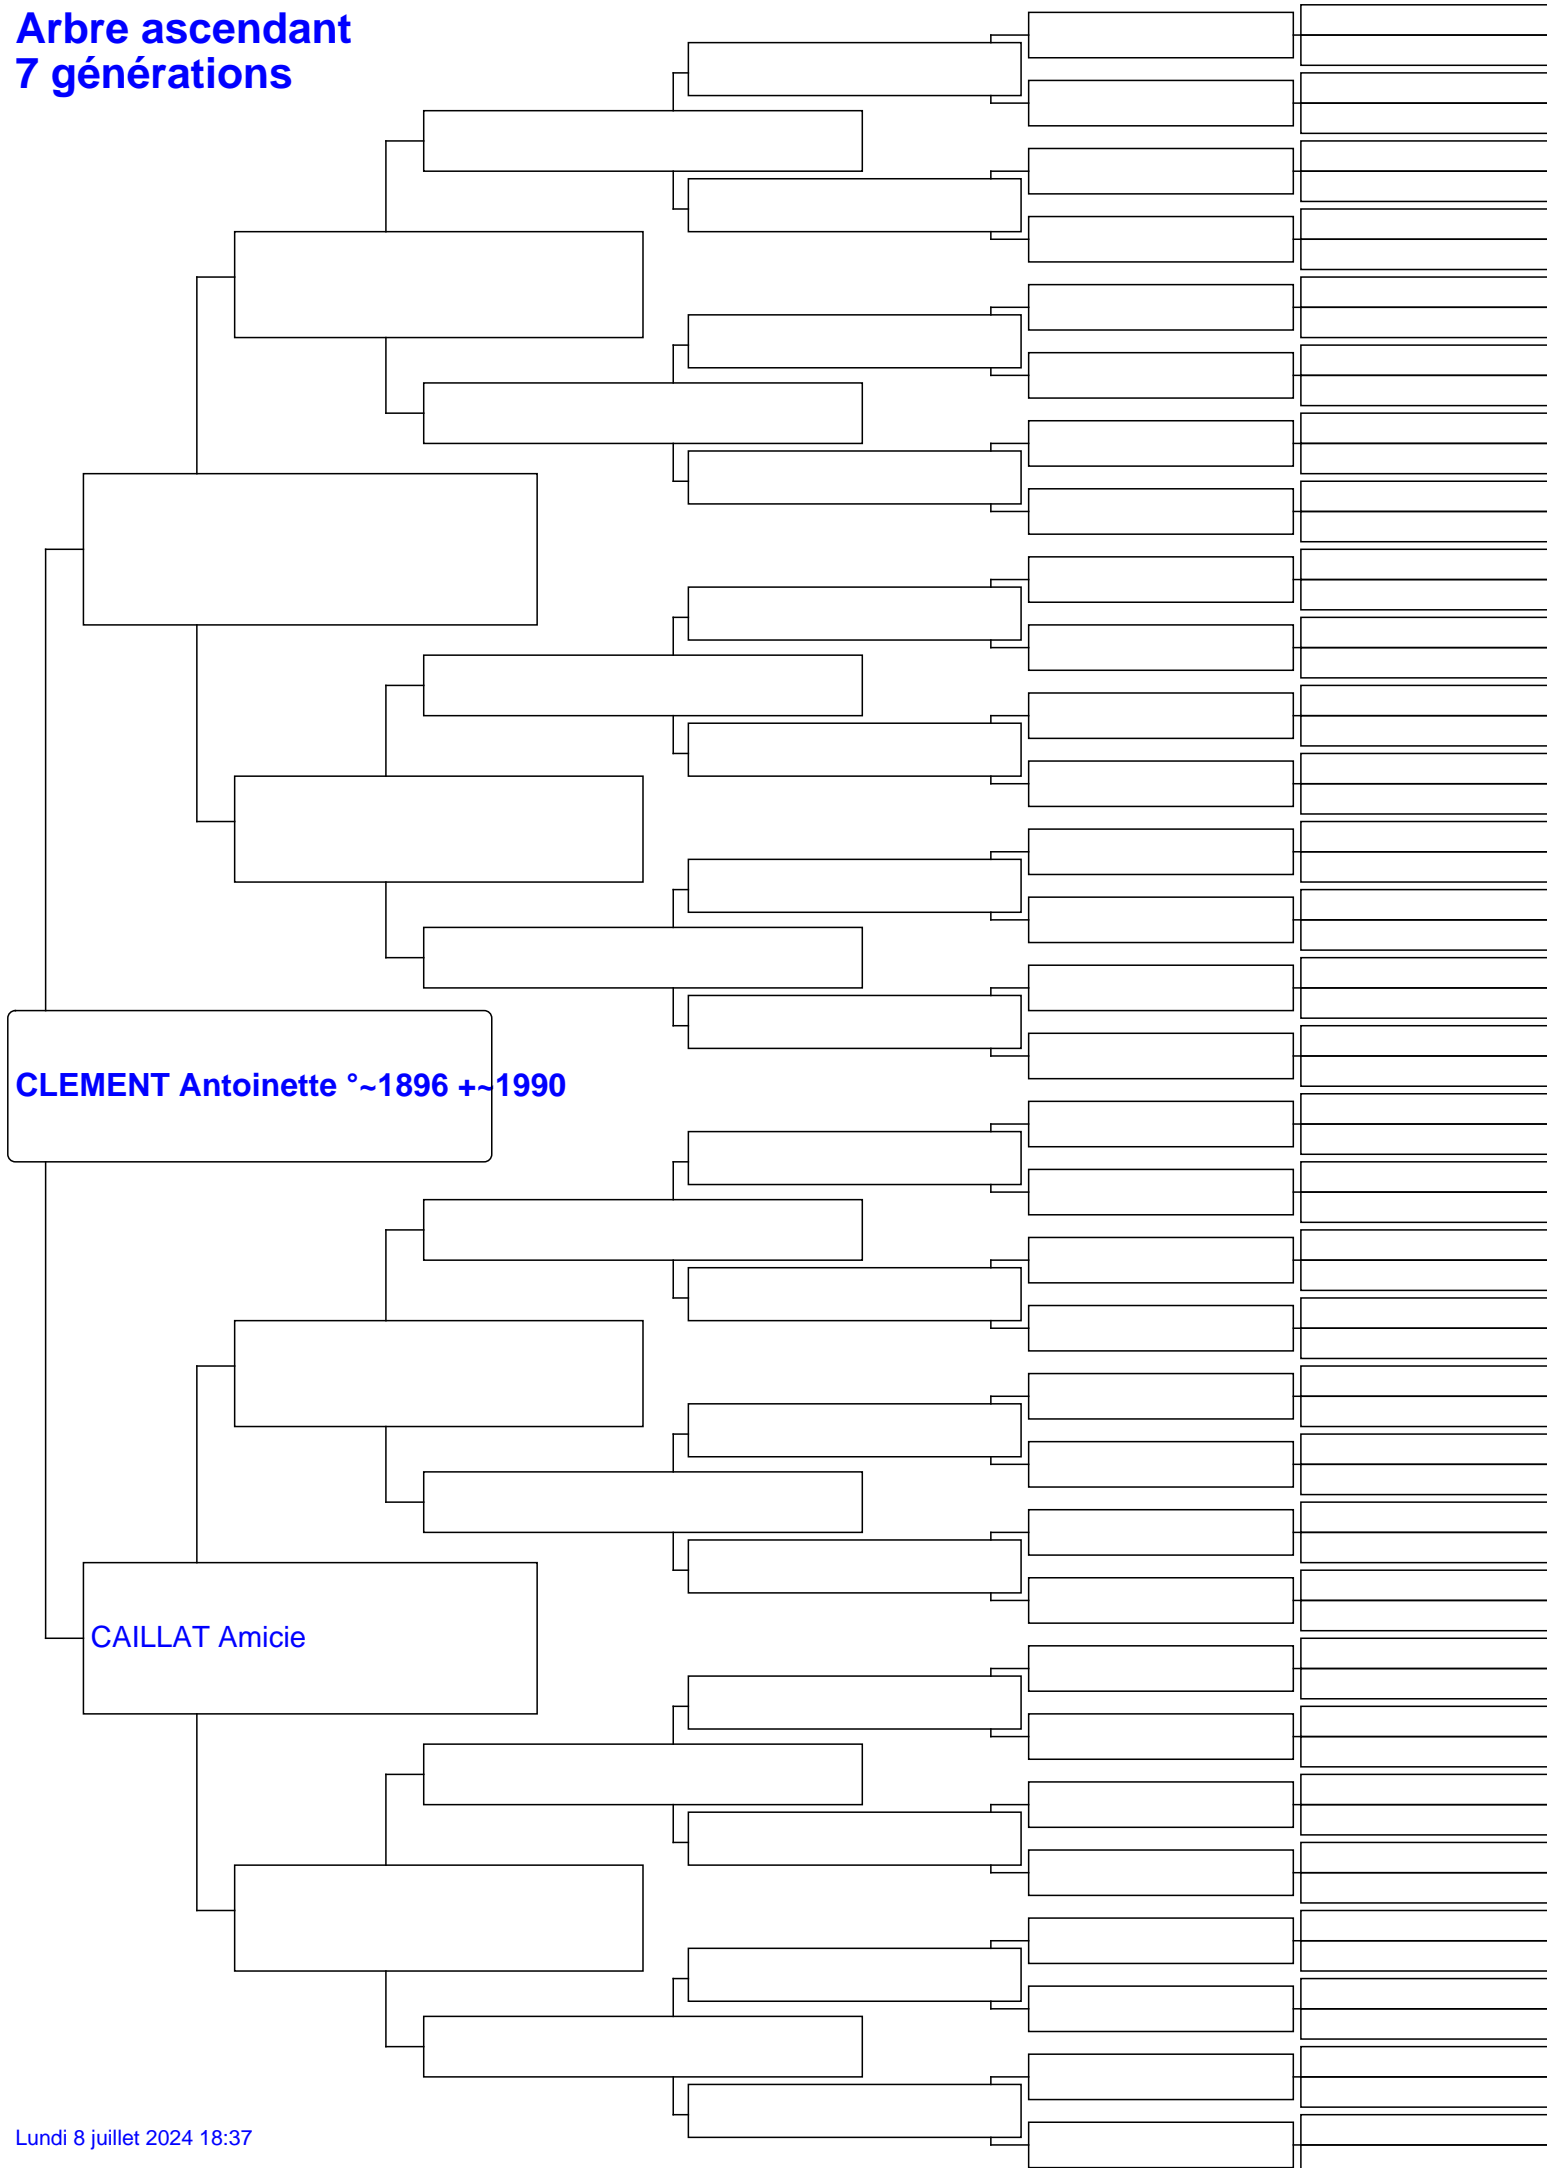 Arbre ascendant
7 générations
CLEMENT Antoinette °~1896 +~1990
CAILLAT Amicie
Lundi 8 juillet 2024 18:37